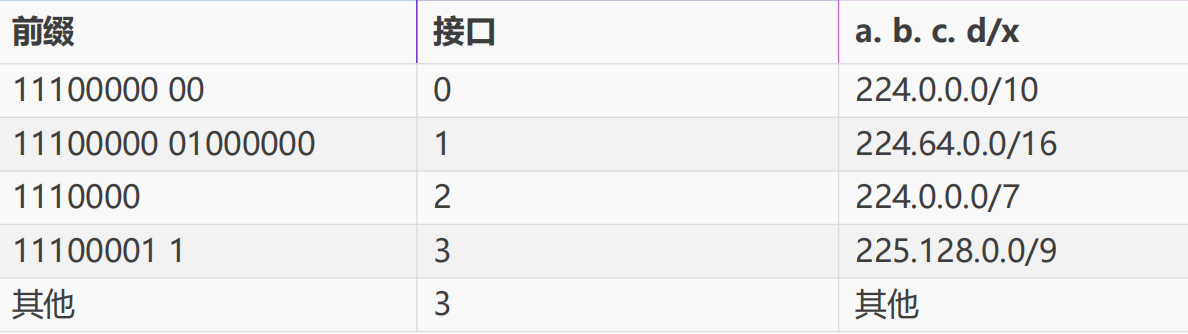 前缀 接口 a. b. c. d/x
11100000 00 0 224.0.0.0/10
11100000 01000000 1 224.64.0.0/16
1110000 2 224.0.0.0/7
11100001 1 3 225.128.0.0/9
其他 3 其他